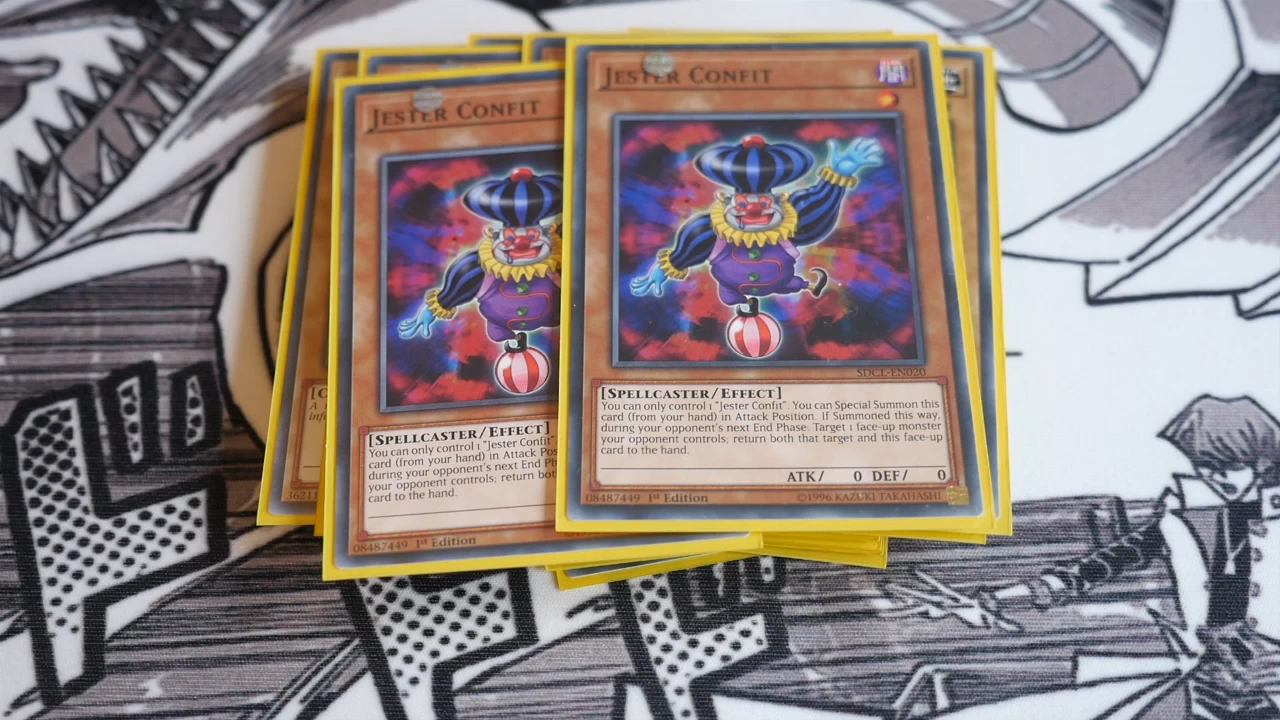 JESTER CONFIT
[SPELLCASTER/EFFECT]
You can only control 1 "Jester Confit"
card (from your hand) in Attack Pos
during your opponent's next End Ph
your opponent controls; return bot
card to the hand.
08487449 1st Edition
JESTER CONFIT
SDCL-EN020
[SPELLCASTER/EFFECT]
You can only control 1 "Jester Confit". You can Special Summon this
card (from your hand) in Attack Position. If Summoned this way,
during your opponent's next End Phase: Target 1 face-up monster
your opponent controls; return both that target and this face-up
card to the hand.
ATK/ 0 DEF/ 0
08487449 1st Edition
©1996 KAZUKI TAKAHASHI